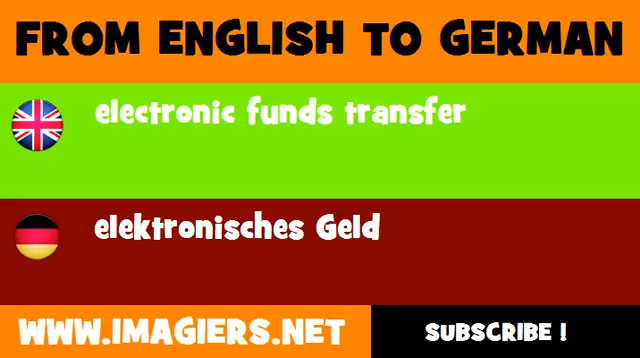 FROM ENGLISH TO GERMAN
electronic funds transfer
elektronisches Geld
WWW.IMAGIERS.NET
SUBSCRIBE !